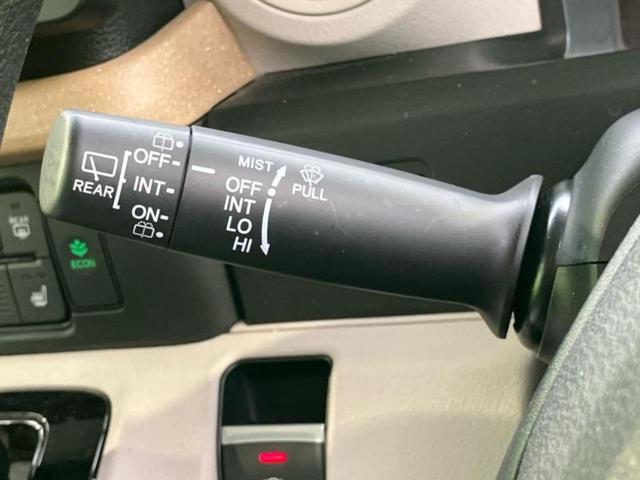 REAR
OFF
INT
ON
MIST
OFF
INT
LO
HI
PULL
ECON